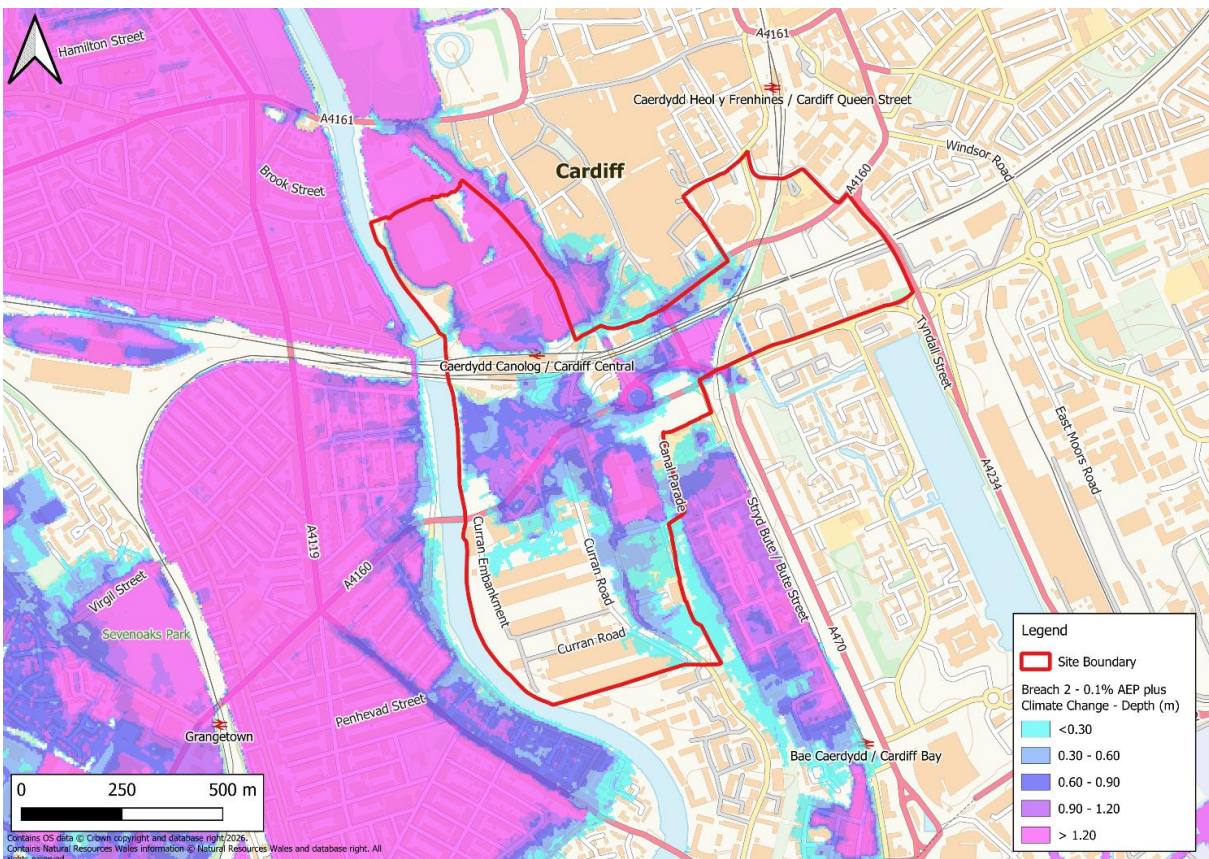 Hamilton Street
A4161
A4161
Caerdydd Heol y Frenhines / Cardiff Queen Street
Windsor Road
Brook Street
Cardiff
A4160
Caerdydd Canolog / Cardiff Central
Tyndall Street
East Moors Road
Canal Parade
A4119
A4160
Curran Embankment
Curran Road
Stryd Bute / Bute Street
A4234
Virgil Street
Sevenoaks Park
Curran Road
A470
Penhevad Street
Grangetown
Bae Caerdydd / Cardiff Bay
Legend
Site Boundary
Breach 2 - 0.1% AEP plus
Climate Change - Depth (m)
<0.30
0.30 - 0.60
0.60 - 0.90
0.90 - 1.20
> 1.20
0 250 500 m
Contains OS data © Crown copyright and database right 2026.
Contains Natural Resources Wales information © Natural Resources Wales and database right. All
rights reserved